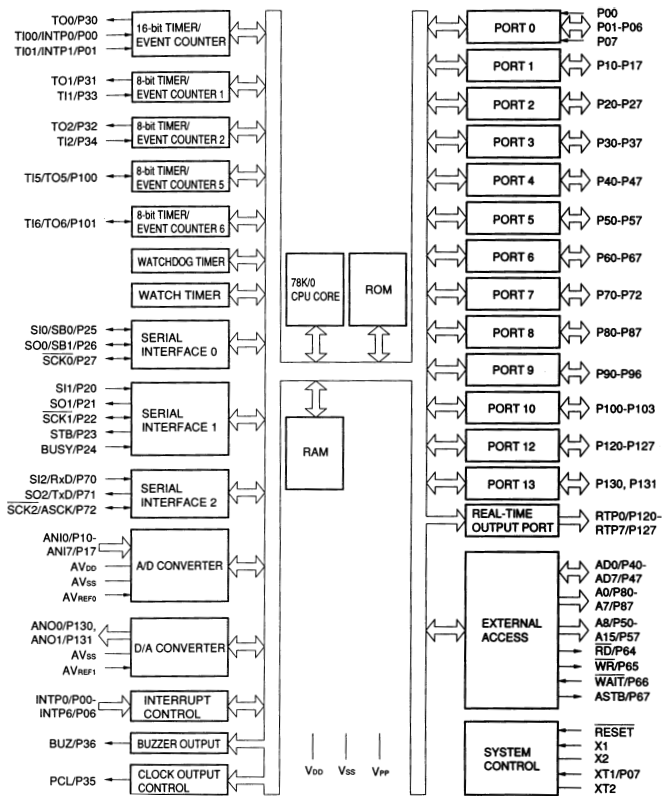 TO0/P30
TI00/INTP0/P00
TI01/INTP1/P01
16-bit TIMER/
EVENT COUNTER
TO1/P31
TI1/P33
8-bit TIMER/
EVENT COUNTER 1
TO2/P32
TI2/P34
8-bit TIMER/
EVENT COUNTER 2
TI5/TO5/P100
8-bit TIMER/
EVENT COUNTER 5
TI6/TO6/P101
8-bit TIMER/
EVENT COUNTER 6
WATCHDOG TIMER
WATCH TIMER
SI0/SB0/P25
SO0/SB1/P26
SCK0/P27
SERIAL
INTERFACE 0
SI1/P20
SO1/P21
SCK1/P22
STB/P23
BUSY/P24
SERIAL
INTERFACE 1
SI2/RxD/P70
SO2/TxD/P71
SCK2/ASCK/P72
SERIAL
INTERFACE 2
ANI0/P10-
ANI7/P17
AVDD
AVSS
AVREF0
A/D CONVERTER
ANO0/P130,
ANO1/P131
AVSS
AVREF1
D/A CONVERTER
INTP0/P00-
INTP6/P06
INTERRUPT
CONTROL
BUZ/P36
BUZZER OUTPUT
PCL/P35
CLOCK OUTPUT
CONTROL
78K/0
CPU CORE
ROM
RAM
VDD
VSS
VPP
PORT 0
P00
P01-P06
P07
PORT 1
P10-P17
PORT 2
P20-P27
PORT 3
P30-P37
PORT 4
P40-P47
PORT 5
P50-P57
PORT 6
P60-P67
PORT 7
P70-P72
PORT 8
P80-P87
PORT 9
P90-P96
PORT 10
P100-P103
PORT 12
P120-P127
PORT 13
P130, P131
REAL-TIME
OUTPUT PORT
RTP0/P120-
RTP7/P127
EXTERNAL
ACCESS
AD0/P40-
AD7/P47
A0/P80-
A7/P87
A8/P50-
A15/P57
RD/P64
WR/P65
WAIT/P66
ASTB/P67
SYSTEM
CONTROL
RESET
X1
X2
XT1/P07
XT2